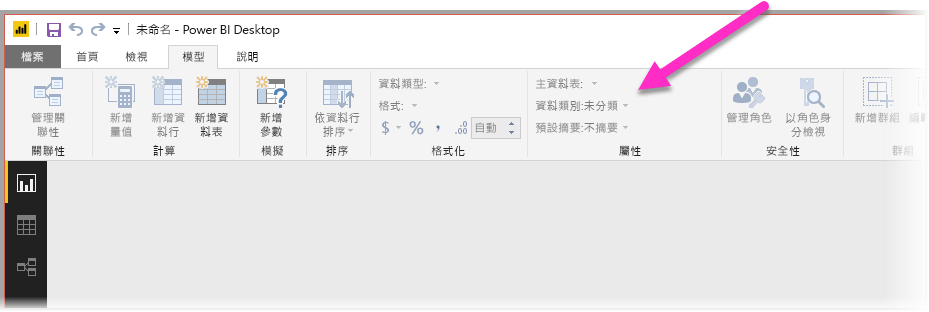 未命名 - Power BI Desktop
檔案 首頁 檢視 模型 說明
管理關
聯性
關聯性
新增
量值
新增資
料行
新增資
料表
計算
新增
參數
模擬
依資料行
排序
排序
資料類型:
格式:
$ % , .00 自動
格式化
主資料表:
資料類別:未分類
預設摘要:不摘要
屬性
管理角色
以角色身
分檢視
安全性
新增群組
群組